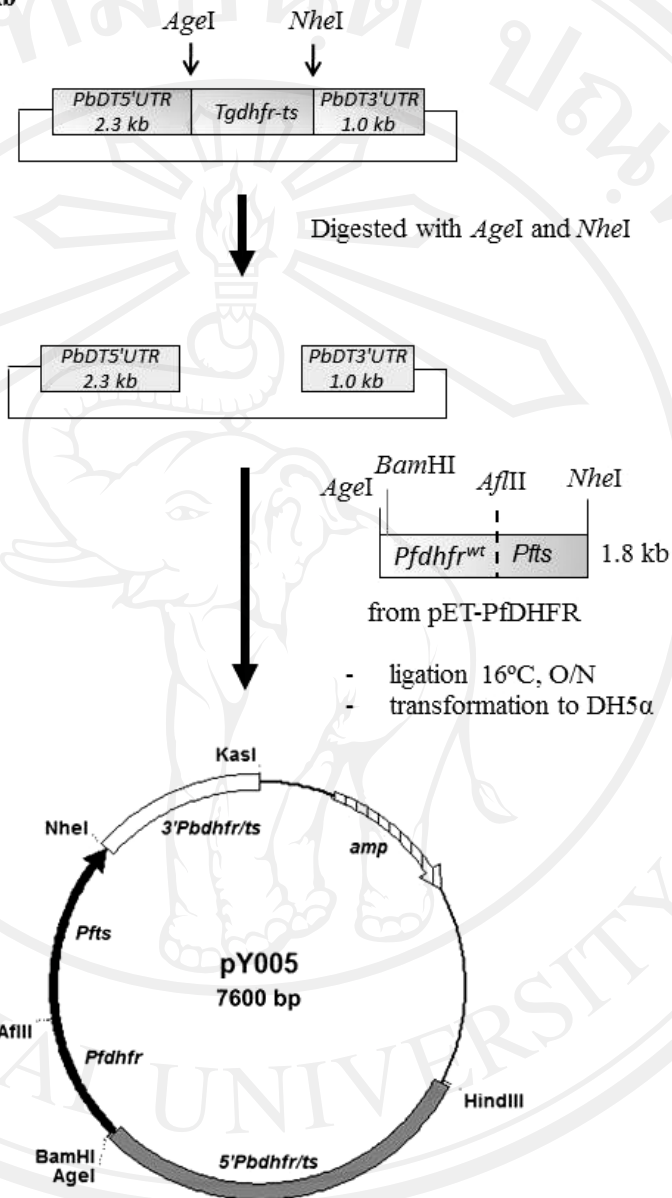 AgeI NheI
PbDT5'UTR 2.3 kb
Tgdhfr-ts
PbDT3'UTR 1.0 kb
Digested with AgeI and NheI
PbDT5'UTR 2.3 kb
PbDT3'UTR 1.0 kb
AgeI BamHI AflII NheI
Pfdhfrʷᵗ Pfts 1.8 kb
from pET-PfDHFR
- ligation 16ºC, O/N
- transformation to DH5α
KasI
NheI
3'Pbdhfr/ts
amp
Pfts
pY005
7600 bp
AflII
Pfdhfr
HindIII
BamHI
AgeI
5'Pbdhfr/ts
UNIVERSITY